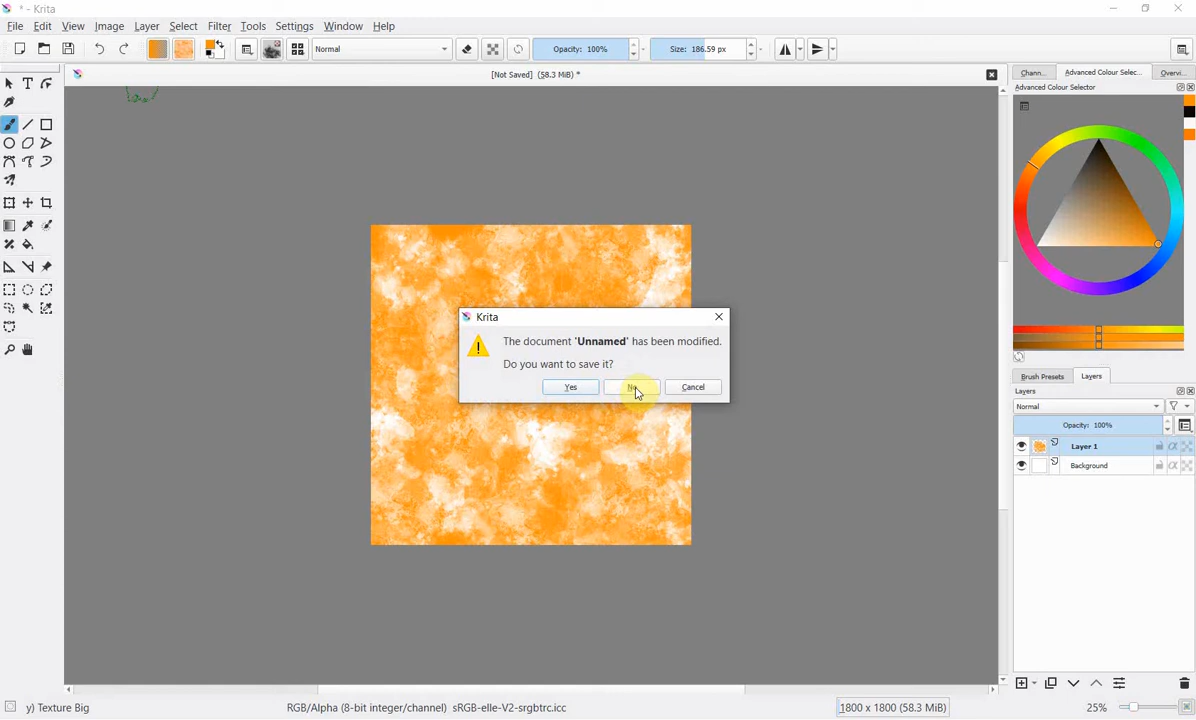 * - Krita
File Edit View Image Layer Select Filter Tools Settings Window Help
Normal Opacity: 100% Size: 186.59 px
[Not Saved] (58.3 MiB) *
Chann... Advanced Colour Selec... Overvi...
Advanced Colour Selector
Krita
The document 'Unnamed' has been modified.
Do you want to save it?
Yes No Cancel
Brush Presets Layers
Layers
Normal
Opacity: 100%
Layer 1
Background
y) Texture Big RGB/Alpha (8-bit integer/channel) sRGB-elle-V2-srgbtrc.icc 1800 x 1800 (58.3 MiB) 25%